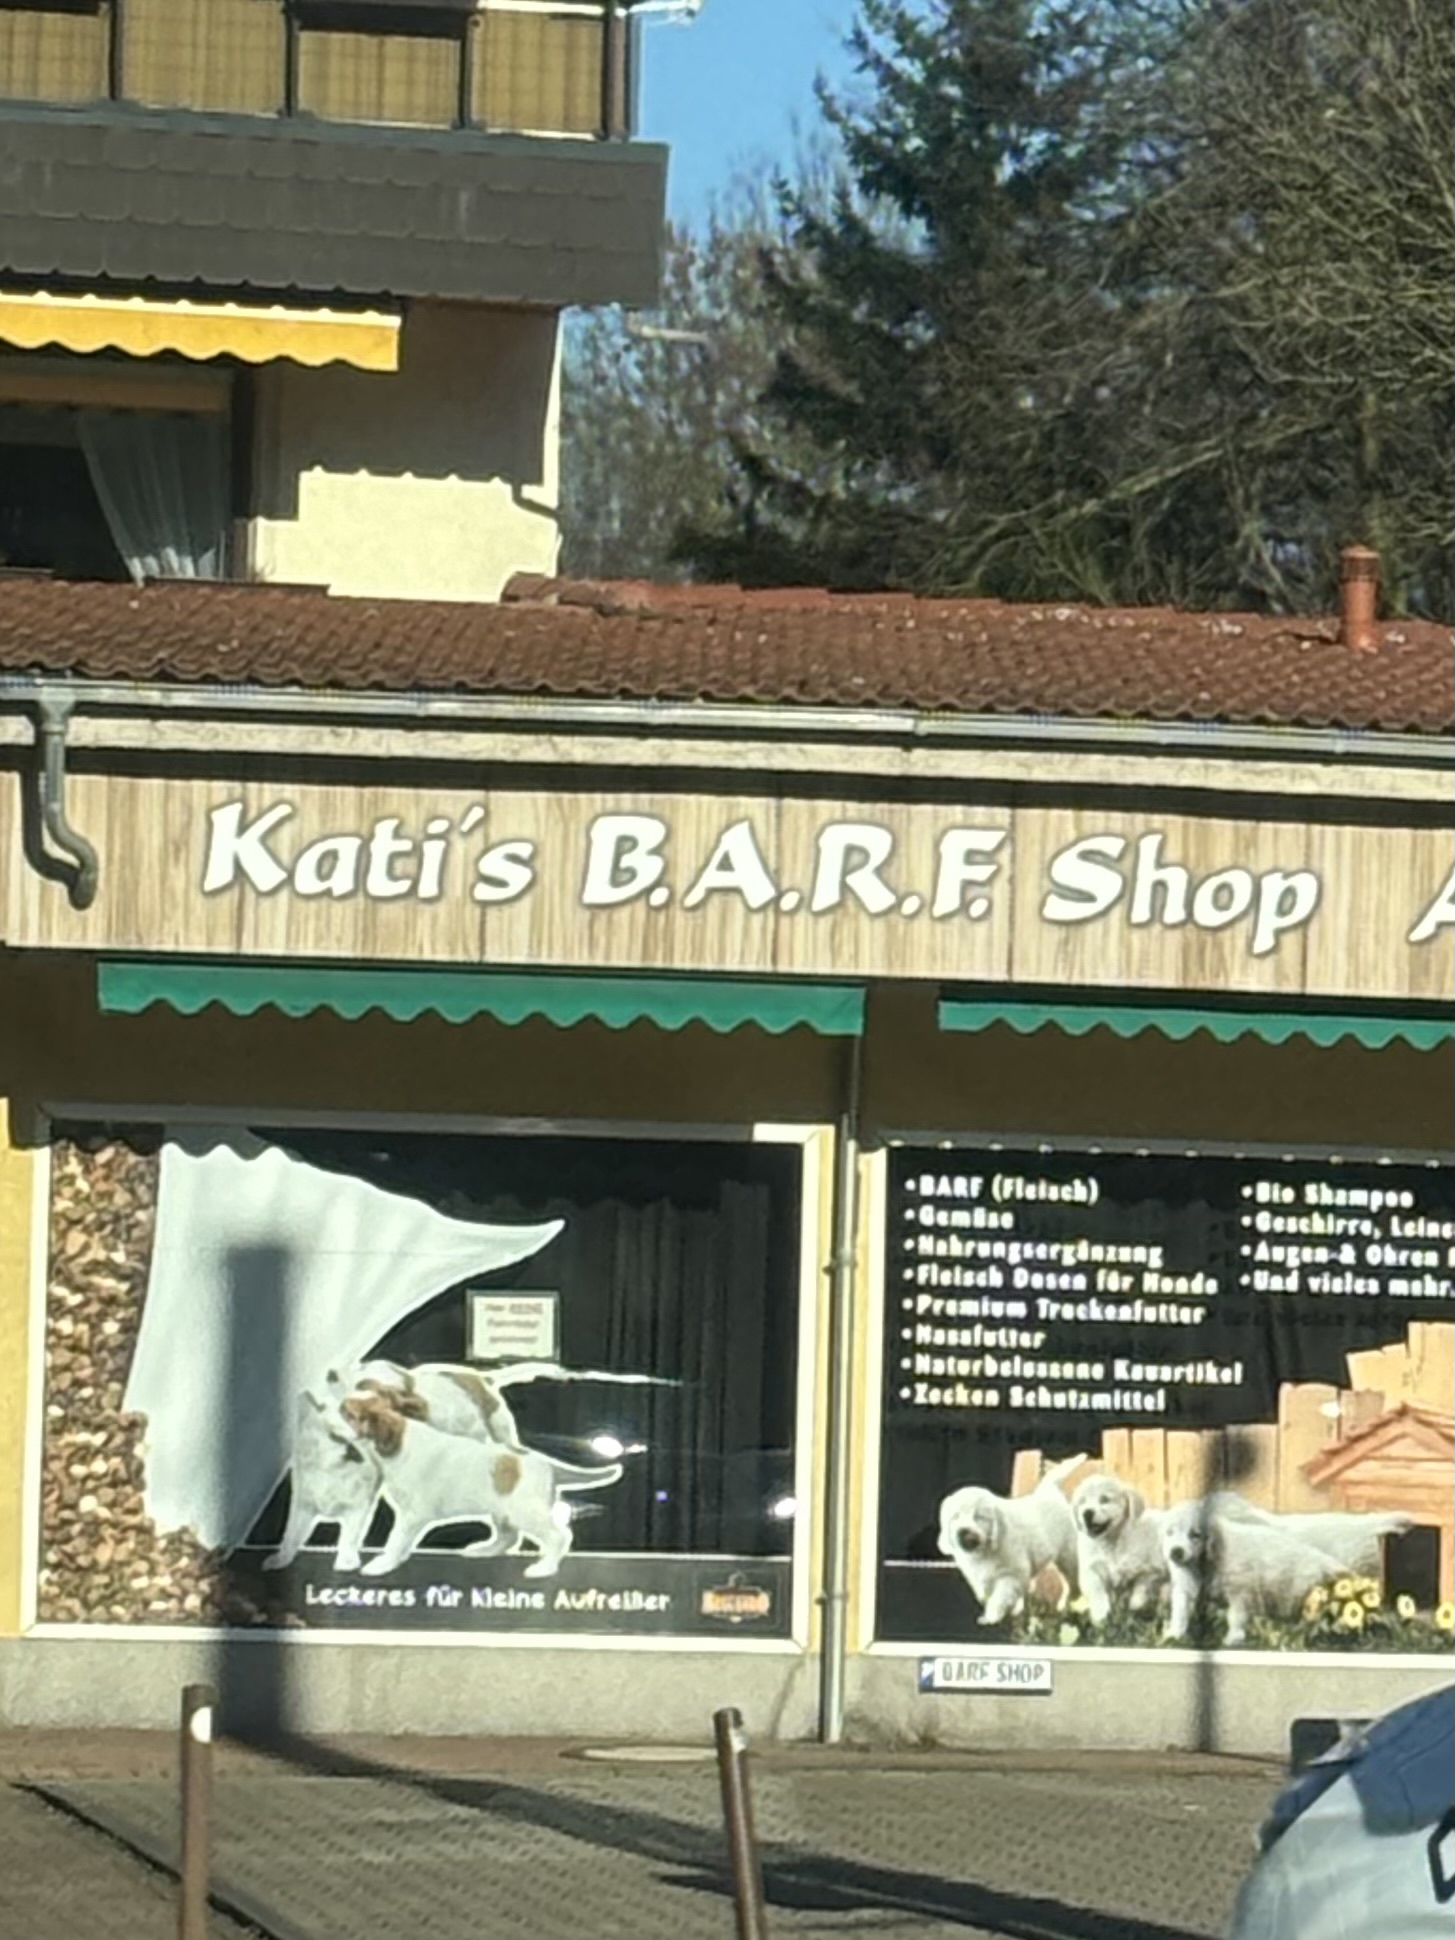 Kati's B.A.R.F. Shop
• BARF (Fleisch)
• Gemüse
• Nahrungsergänzung
• Fleisch Dosen für Hunde
• Premium Trockenfutter
• Nassfutter
• Naturbelassene Kauartikel
• Zecken Schutzmittel
• Bio Shampoo
• Geschirre, Leine
• Augen & Ohren
• Und vieles mehr.
Leckeres für kleine Aufreißer
BARF SHOP